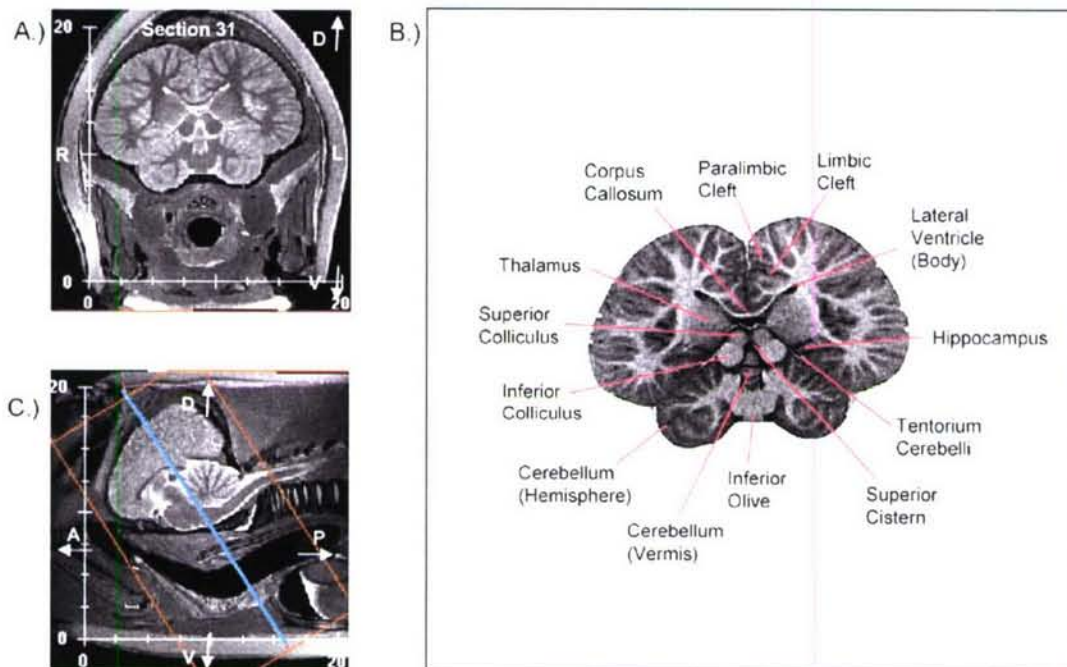 A.)
20
Section 31
D
R
L
0
V
0
20
B.)
Corpus
Callosum
Paralimbic
Cleft
Limbic
Cleft
Lateral
Ventricle
(Body)
Thalamus
Superior
Colliculus
Hippocampus
Inferior
Colliculus
Tentorium
Cerebelli
Cerebellum
(Hemisphere)
Inferior
Olive
Superior
Cistern
Cerebellum
(Vermis)
C.)
20
D
A
P
0
V
0
20